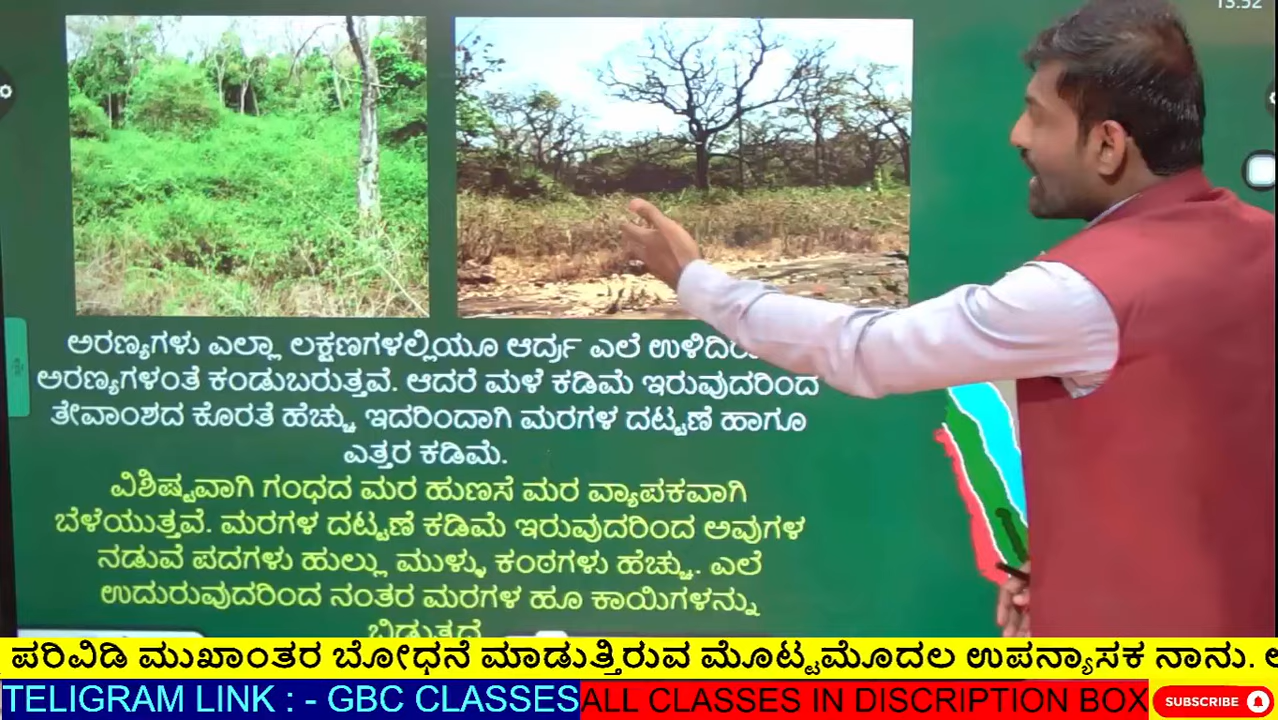 13:52
ಅರಣ್ಯಗಳು ಎಲ್ಲಾ ಲಕ್ಷಣಗಳಲ್ಲಿಯೂ ಆರ್ದ್ರ ಎಲೆ
ಅರಣ್ಯಗಳಂತೆ ಕಂಡುಬರುತ್ತವೆ. ಆದರೆ ಮಳೆ ಕಡಿಮೆ ಇರುವುದರಿಂದ
ತೇವಾಂಶದ ಕೊರತೆ ಹೆಚ್ಚು ಇದರಿಂದಾಗಿ ಮರಗಳ ದಟ್ಟಣೆ ಹಾಗೂ
ಎತ್ತರ ಕಡಿಮೆ.
ವಿಶಿಷ್ಟವಾಗಿ ಗಂಧದ ಮರ ಹುಣಸೆ ಮರ ವ್ಯಾಪಕವಾಗಿ
ಬೆಳೆಯುತ್ತವೆ. ಮರಗಳ ದಟ್ಟಣೆ ಕಡಿಮೆ ಇರುವುದರಿಂದ ಅವುಗಳ
ನಡುವೆ ಪದಗಳು ಹುಲ್ಲು ಮುಳ್ಳು ಕಂಠಗಳು ಹೆಚ್ಚು. ಎಲೆ
ಉದುರುವುದರಿಂದ ನಂತರ ಮರಗಳ ಹೂ ಕಾಯಿಗಳನ್ನು
ಪರಿವಿಡಿ ಮುಖಾಂತರ ಬೋಧನೆ ಮಾಡುತ್ತಿರುವ ಮೊಟ್ಟಮೊದಲ ಉಪನ್ಯಾಸಕ ನಾನು.
TELIGRAM LINK : - GBC CLASSES ALL CLASSES IN DISCRIPTION BOX SUBSCRIBE